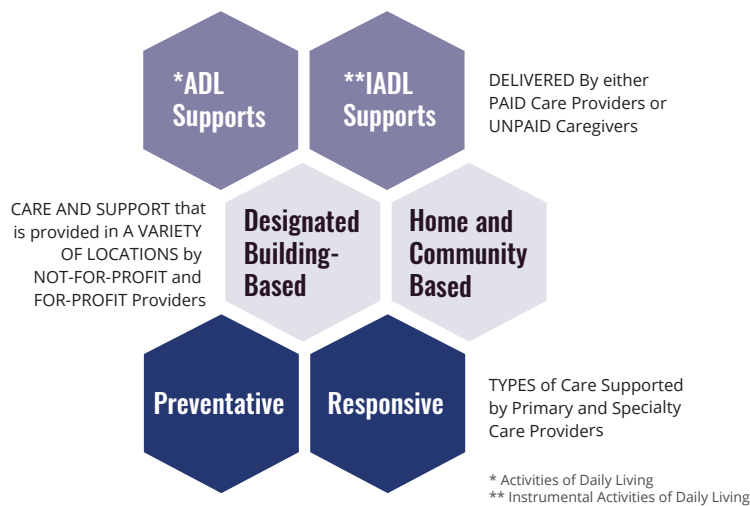 *ADL
Supports
**IADL
Supports
DELIVERED By either
PAID Care Providers or
UNPAID Caregivers
CARE AND SUPPORT that
is provided in A VARIETY
OF LOCATIONS by
NOT-FOR-PROFIT and
FOR-PROFIT Providers
Designated
Building-
Based
Home and
Community
Based
Preventative
Responsive
TYPES of Care Supported
by Primary and Specialty
Care Providers
* Activities of Daily Living
** Instrumental Activities of Daily Living